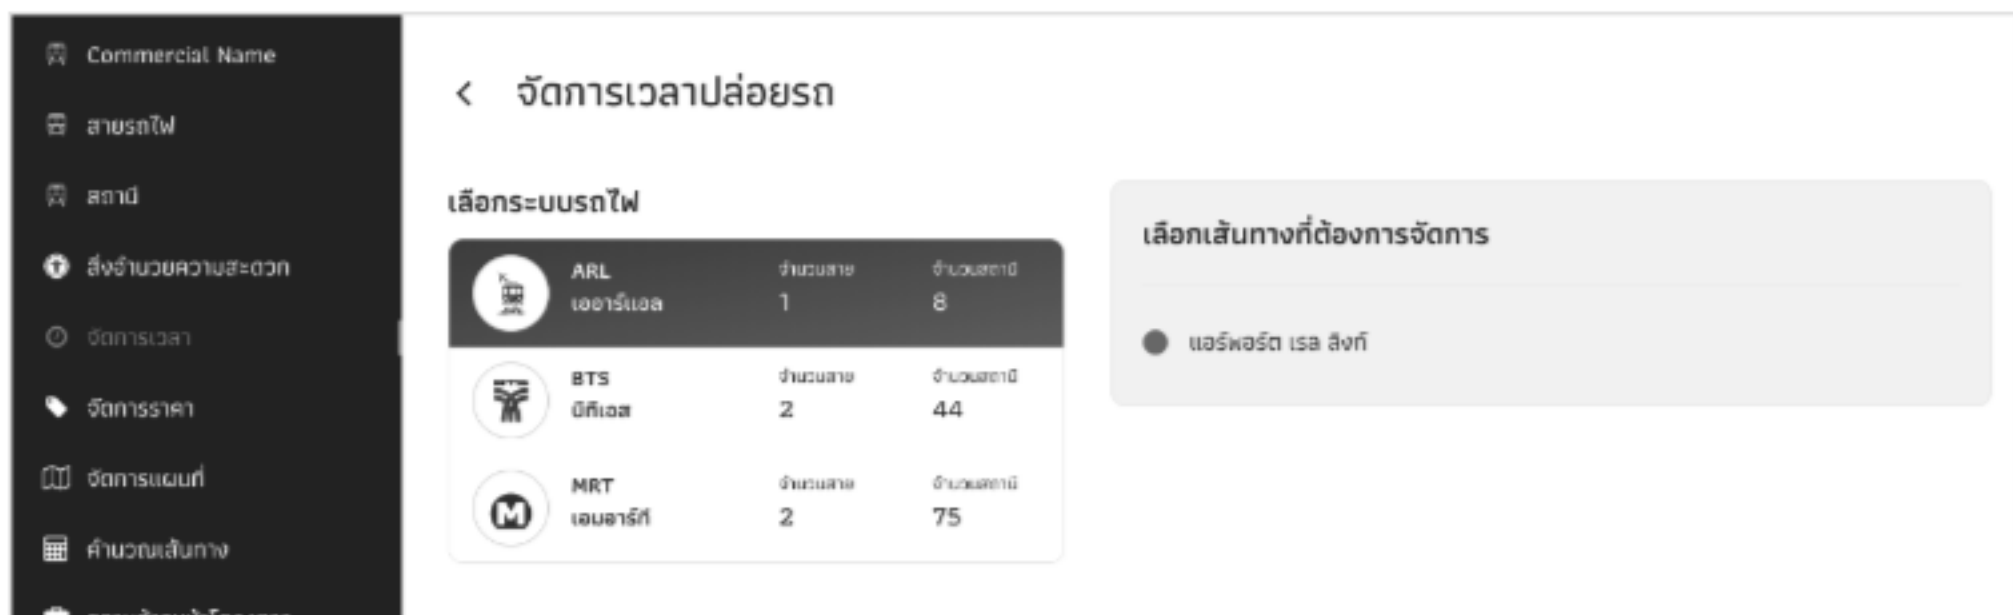 Commercial Name
สายรถไฟ
สถานี
สิ่งอำนวยความสะดวก
จัดการเวลา
จัดการราคา
จัดการแผนที่
คำนวณเส้นทาง
< จัดการเวลาปล่อยรถ
เลือกระบบรถไฟ
ARL จำนวนสาย จำนวนสถานี
เออาร์แอล 1 8
BTS จำนวนสาย จำนวนสถานี
บีทีเอส 2 44
MRT จำนวนสาย จำนวนสถานี
เอมอาร์ที 2 75
เลือกเส้นทางที่ต้องการจัดการ
แอร์พอร์ต เรล ลิงก์